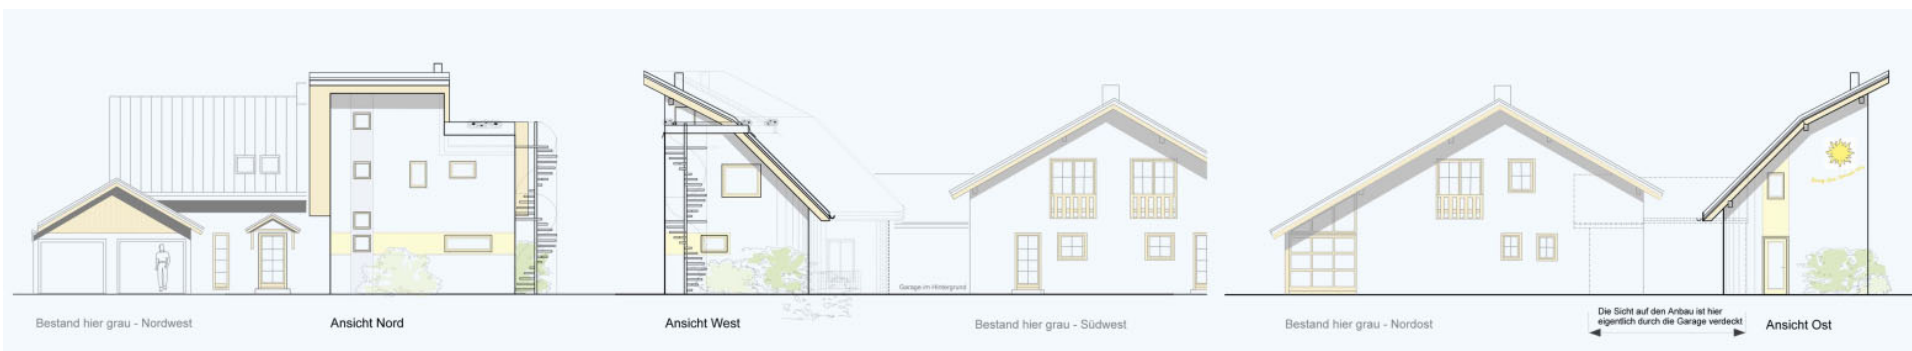 Garage im Hintergrund
Bestand hier grau - Nordwest
Ansicht Nord
Ansicht West
Bestand hier grau - Südwest
Bestand hier grau - Nordost
Die Sicht auf den Anbau ist hier
eigentlich durch die Garage verdeckt
Ansicht Ost